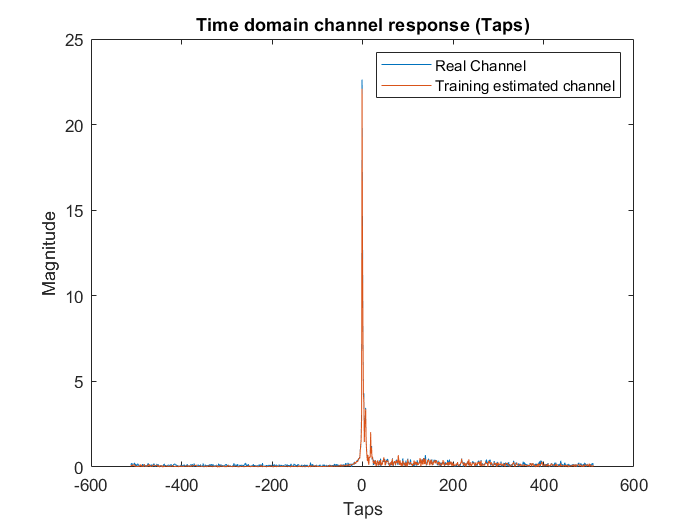 Time domain channel response (Taps)
Real Channel
Training estimated channel
25
20
15
10
5
0
Magnitude
-600 -400 -200 0 200 400 600
Taps